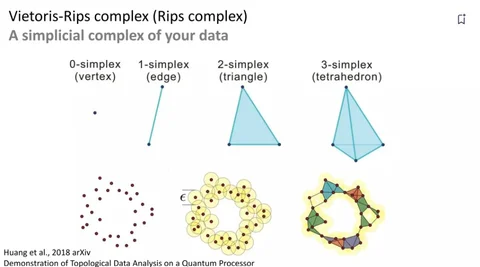 Vietoris-Rips complex (Rips complex)
A simplicial complex of your data
0-simplex 1-simplex 2-simplex 3-simplex
(vertex) (edge) (triangle) (tetrahedron)
ϵ
Huang et al., 2018 arXiv
Demonstration of Topological Data Analysis on a Quantum Processor